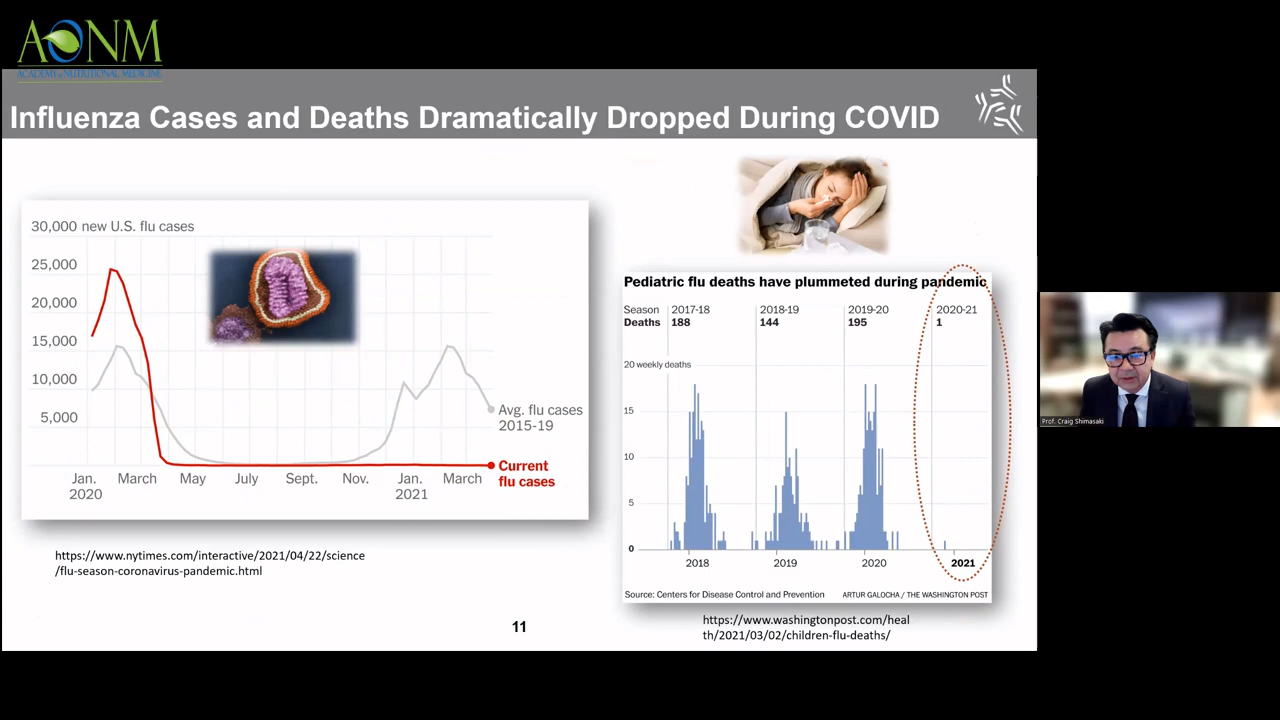 AONM
ACADEMY of NUTRITIONAL MEDICINE
Influenza Cases and Deaths Dramatically Dropped During COVID
30,000 new U.S. flu cases
25,000
20,000
15,000
10,000
5,000
Avg. flu cases
2015-19
Current
flu cases
Jan.
2020
March
May
July
Sept.
Nov.
Jan.
2021
March
https://www.nytimes.com/interactive/2021/04/22/science
/flu-season-coronavirus-pandemic.html
Pediatric flu deaths have plummeted during pandemic
Season 2017-18 2018-19 2019-20 2020-21
Deaths 188 144 195 1
20 weekly deaths
15
10
5
0
2018 2019 2020 2021
Source: Centers for Disease Control and Prevention ARTUR GALOCHA / THE WASHINGTON POST
https://www.washingtonpost.com/heal
th/2021/03/02/children-flu-deaths/
11
Prof. Craig Shimasaki